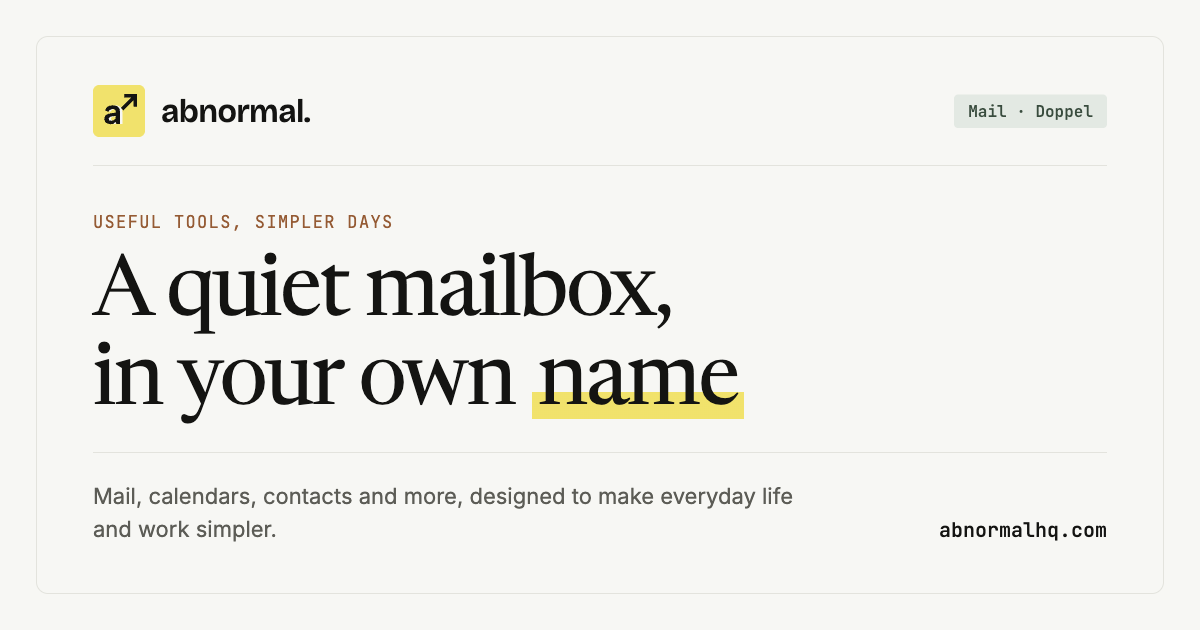 a↗ abnormal.
Mail · Doppel
USEFUL TOOLS, SIMPLER DAYS
A quiet mailbox,
in your own name
Mail, calendars, contacts and more, designed to make everyday life
and work simpler.
abnormalhq.com